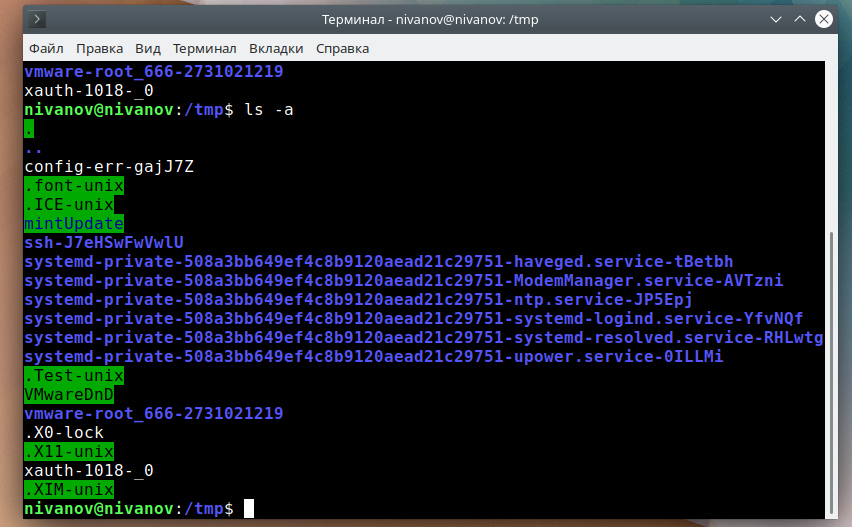 Терминал - nivanov@nivanov: /tmp
Файл Правка Вид Терминал Вкладки Справка
vmware-root_666-2731021219
xauth-1018-_0
nivanov@nivanov:/tmp$ ls -a
.
..
config-err-gajJ7Z
.font-unix
.ICE-unix
mintUpdate
ssh-J7eHSwFwVwlU
systemd-private-508a3bb649ef4c8b9120aead21c29751-haveged.service-tBetbh
systemd-private-508a3bb649ef4c8b9120aead21c29751-ModemManager.service-AVTzni
systemd-private-508a3bb649ef4c8b9120aead21c29751-ntp.service-JP5Epj
systemd-private-508a3bb649ef4c8b9120aead21c29751-systemd-logind.service-YfvNQf
systemd-private-508a3bb649ef4c8b9120aead21c29751-systemd-resolved.service-RHLwtg
systemd-private-508a3bb649ef4c8b9120aead21c29751-upower.service-0ILLMi
.Test-unix
VMwareDnD
vmware-root_666-2731021219
.X0-lock
.X11-unix
xauth-1018-_0
.XIM-unix
nivanov@nivanov:/tmp$